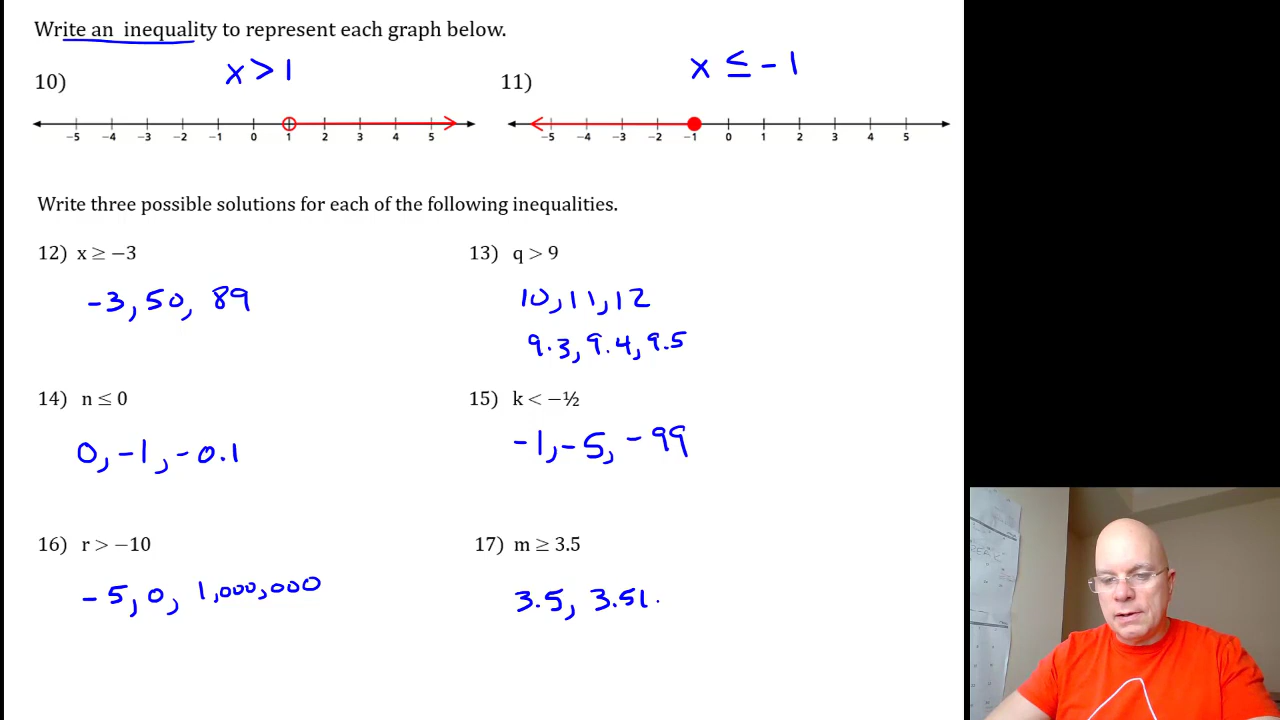 Write an inequality to represent each graph below.
10) x > 1
11) x ≤ -1
-5 -4 -3 -2 -1 0 1 2 3 4 5
-5 -4 -3 -2 -1 0 1 2 3 4 5
Write three possible solutions for each of the following inequalities.
12) x ≥ −3
13) q > 9
-3, 50, 89
10, 11, 12
9.3, 9.4, 9.5
14) n ≤ 0
15) k < −½
0, -1, -0.1
-1, -5, -99
16) r > −10
17) m ≥ 3.5
-5, 0, 1,000,000
3.5, 3.51